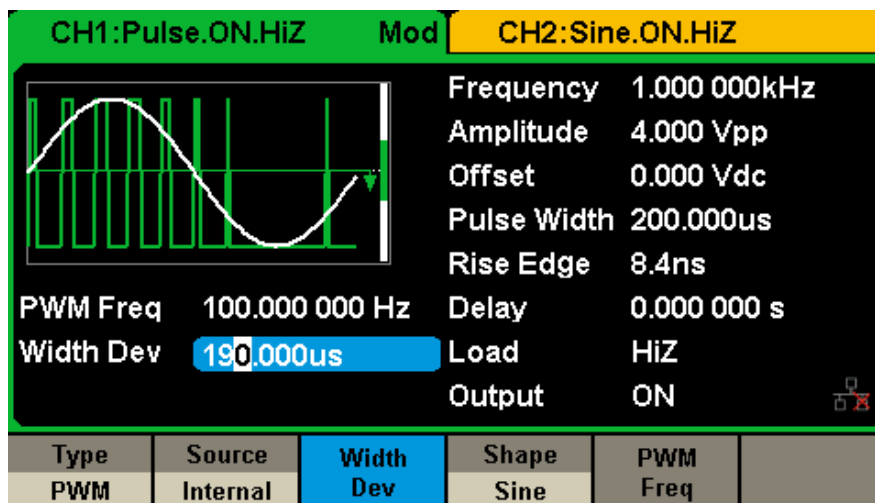 CH1:Pulse.ON.HiZ Mod CH2:Sine.ON.HiZ
Frequency 1.000 000kHz
Amplitude 4.000 Vpp
Offset 0.000 Vdc
Pulse Width 200.000us
Rise Edge 8.4ns
PWM Freq 100.000 000 Hz Delay 0.000 000 s
Width Dev 190.000us Load HiZ
Output ON
Type Source Width Shape PWM
PWM Internal Dev Sine Freq